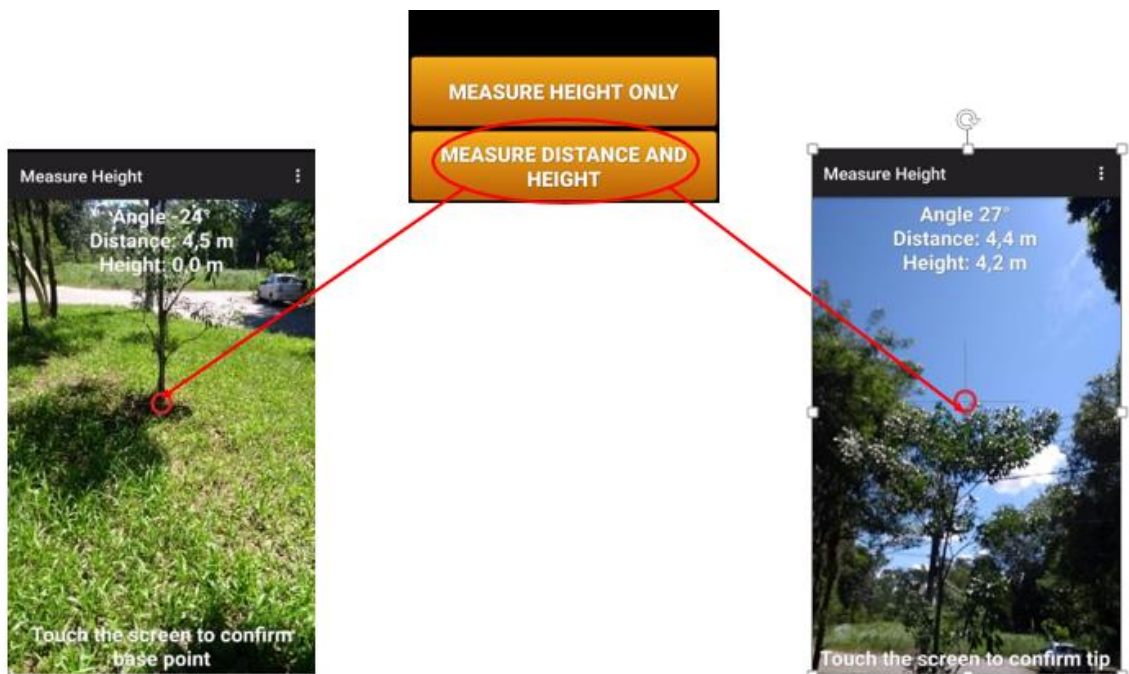 MEASURE HEIGHT ONLY
MEASURE DISTANCE AND
HEIGHT
Measure Height
Angle -24°
Distance: 4,5 m
Height: 0,0 m
Touch the screen to confirm
base point
Measure Height
Angle 27°
Distance: 4,4 m
Height: 4,2 m
Touch the screen to confirm tip